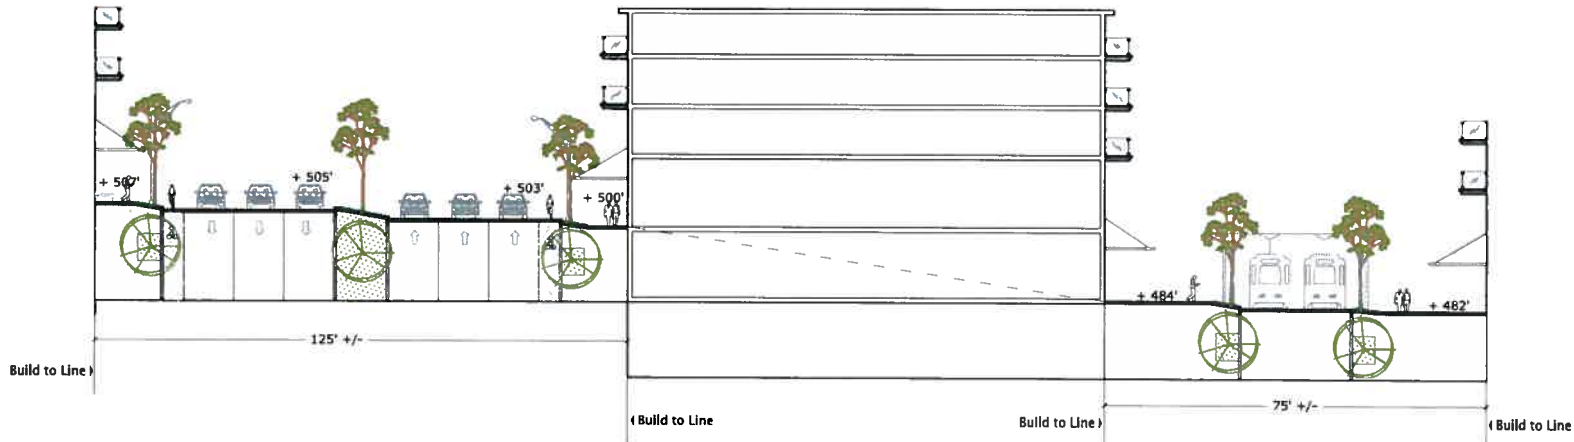 + 507'
+ 505'
+ 503'
+ 500'
+ 484'
+ 482'
125' +/-
75' +/-
Build to Line
Build to Line
Build to Line
Build to Line